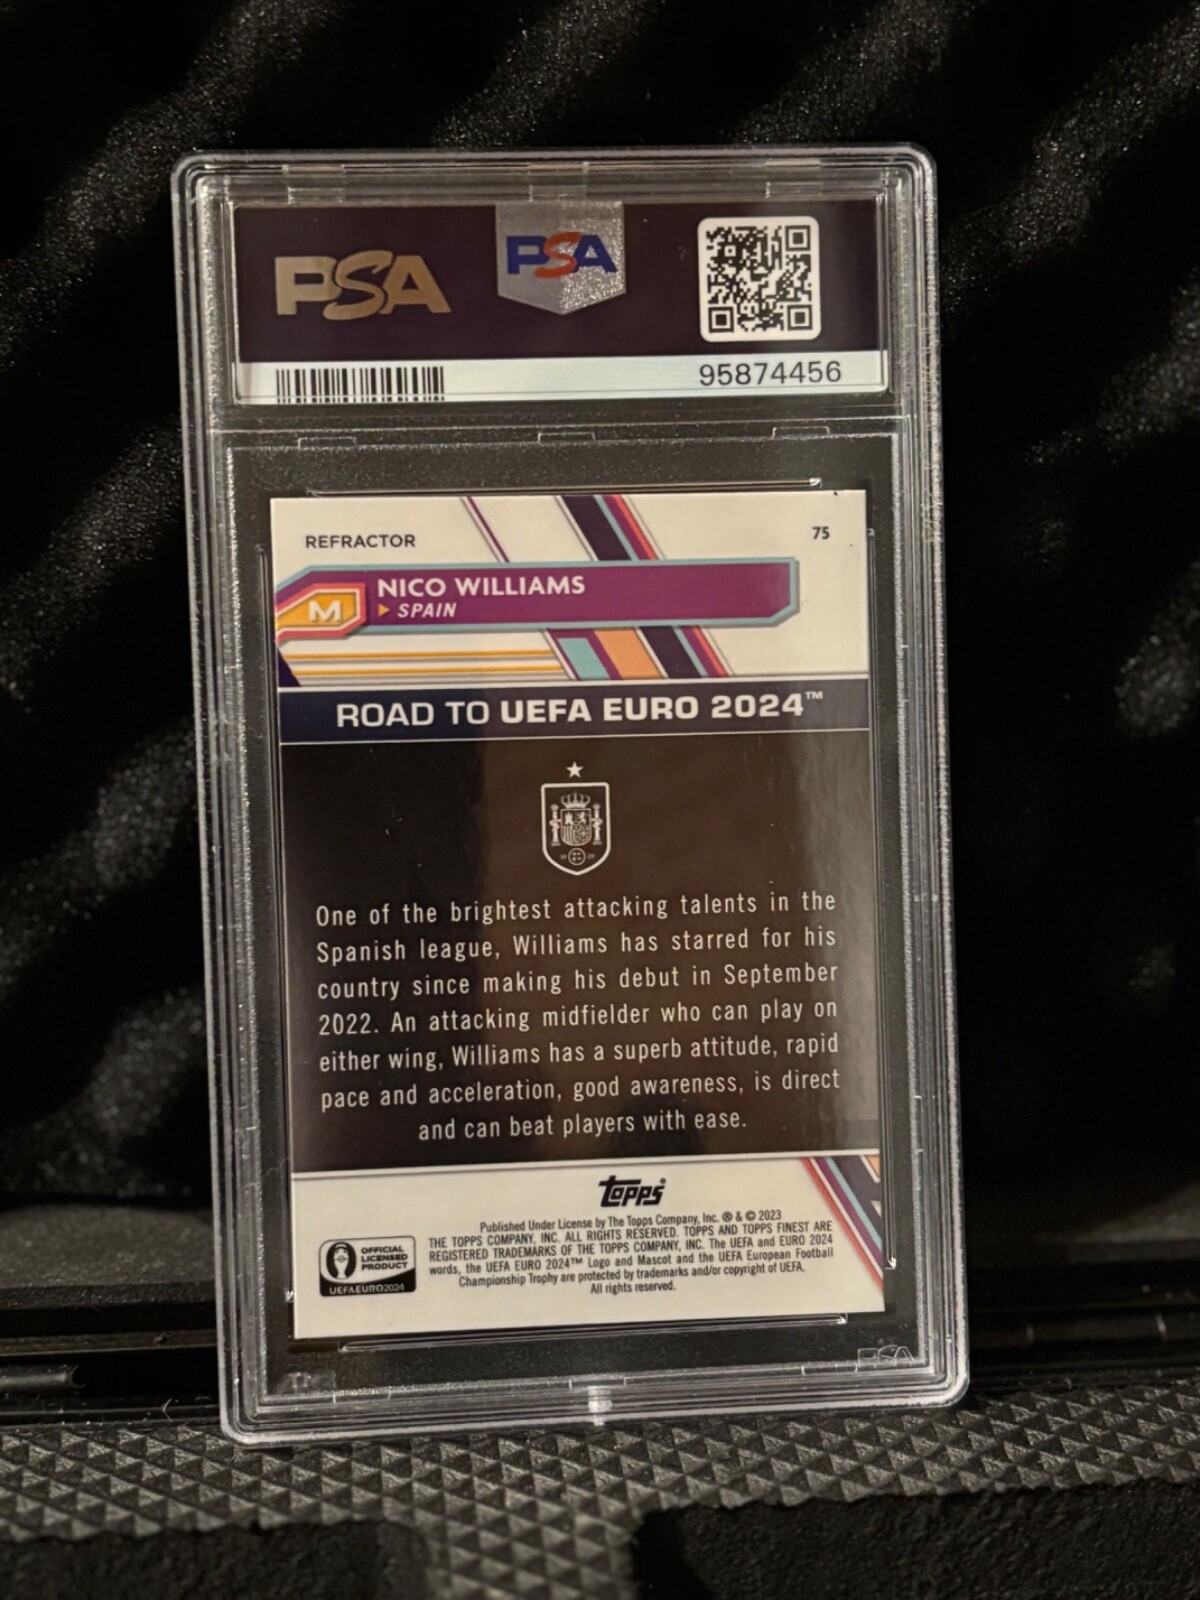 PSA
PSA
95874456
REFRACTOR
75
NICO WILLIAMS
M
SPAIN
ROAD TO UEFA EURO 2024™
One of the brightest attacking talents in the
Spanish league, Williams has starred for his
country since making his debut in September
2022. An attacking midfielder who can play on
either wing, Williams has a superb attitude, rapid
pace and acceleration, good awareness, is direct
and can beat players with ease.
topps
Published Under License by The Topps Company, Inc. ® & © 2023
THE TOPPS COMPANY, INC. ALL RIGHTS RESERVED. TOPPS AND TOPPS FINEST ARE
REGISTERED TRADEMARKS OF THE TOPPS COMPANY, INC. The UEFA and EURO 2024
words, the UEFA EURO 2024™ Logo and Mascot and the UEFA European Football
Championship Trophy are protected by trademarks and/or copyright of UEFA.
All rights reserved.
OFFICIAL
LICENSED
PRODUCT
UEFA EURO 2024
PSA